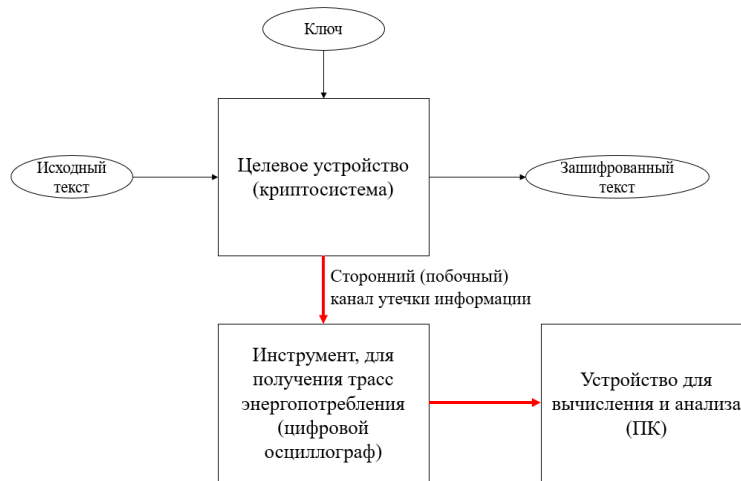 Ключ
Исходный
текст
Целевое устройство
(криптосистема)
Зашифрованный
текст
Сторонний (побочный)
канал утечки информации
Инструмент, для
получения трасс
энергопотребления
(цифровой
осциллограф)
Устройство для
вычисления и анализа
(ПК)